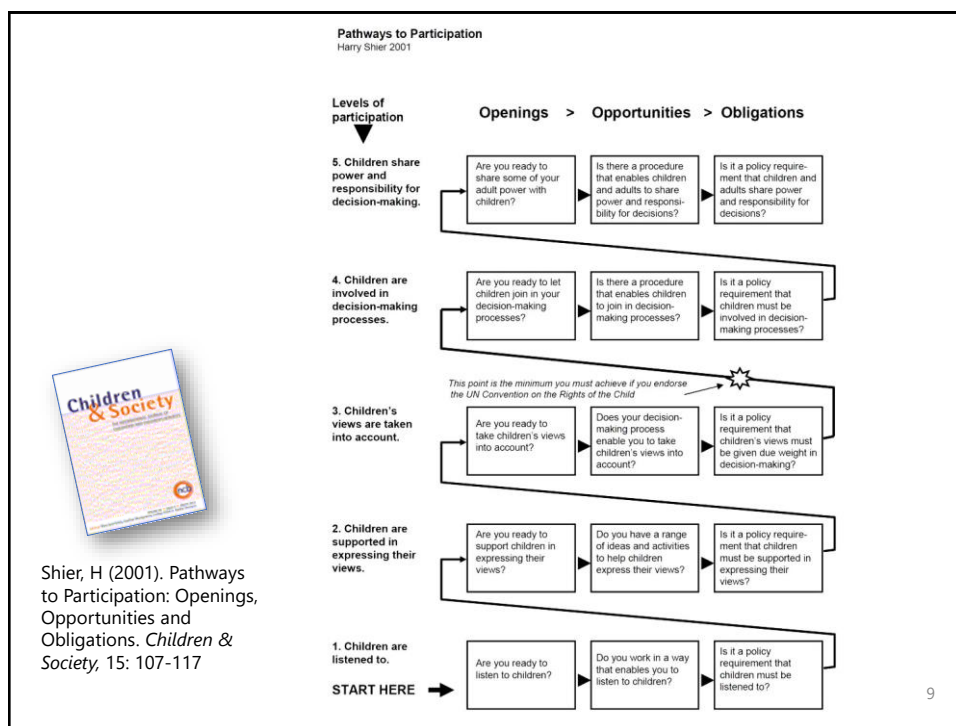 Pathways to Participation
Harry Shier 2001
Levels of
participation
Openings > Opportunities > Obligations
5. Children share
power and
responsibility for
decision-making.
Are you ready to
share some of your
adult power with
children?
Is there a procedure
that enables children
and adults to share
power and responsi-
bility for decisions?
Is it a policy require-
ment that children and
adults share power
and responsibility for
decisions?
4. Children are
involved in
decision-making
processes.
Are you ready to let
children join in your
decision-making
processes?
Is there a procedure
that enables children
to join in decision-
making processes?
Is it a policy
requirement that
children must be
involved in decision-
making processes?
This point is the minimum you must achieve if you endorse
the UN Convention on the Rights of the Child
3. Children's
views are taken
into account.
Are you ready to
take children's views
into account?
Does your decision-
making process
enable you to take
children's views into
account?
Is it a policy
requirement that
children's views must
be given due weight in
decision-making?
2. Children are
supported in
expressing their
views.
Are you ready to
support children in
expressing their
views?
Do you have a range
of ideas and activities
to help children
express their views?
Is it a policy require-
ment that children
must be supported in
expressing their
views?
1. Children are
listened to.
START HERE
Are you ready to
listen to children?
Do you work in a way
that enables you to
listen to children?
Is it a policy
requirement that
children must be
listened to?
Children
& Society
ncb
Shier, H (2001). Pathways
to Participation: Openings,
Opportunities and
Obligations. Children &
Society, 15: 107-117
9